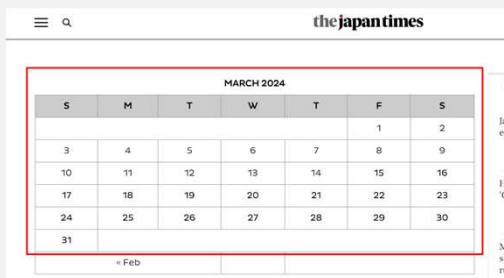 the japan times
MARCH 2024
S M T W T F S
1 2
3 4 5 6 7 8 9
10 11 12 13 14 15 16
17 18 19 20 21 22 23
24 25 26 27 28 29 30
31
« Feb